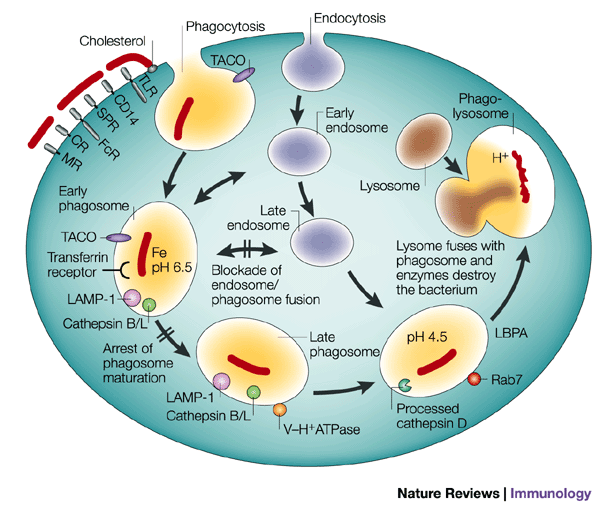 Endocytosis
Phagocytosis
Cholesterol
TACO
TLR
CD14
SPR
FcR
CR
MR
Early
endosome
Phago-
lysosome
H+
Lysosome
Early
phagosome
Late
endosome
TACO
Transferrin
receptor
Fe
pH 6.5
Blockade of
endosome/
phagosome fusion
Lysome fuses with
phagosome and
enzymes destroy
the bacterium
LAMP-1
Cathepsin B/L
Arrest of
phagosome
maturation
Late
phagosome
pH 4.5
LBPA
LAMP-1
Cathepsin B/L
V–H+ATPase
Processed
cathepsin D
Rab7
Nature Reviews | Immunology